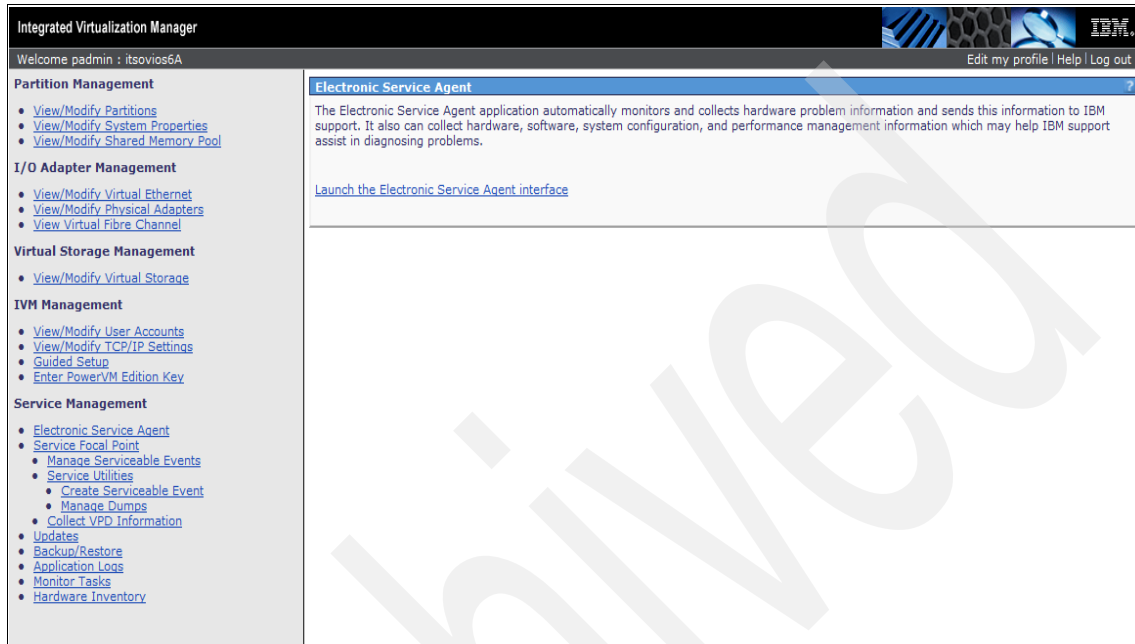 Integrated Virtualization Manager
IBM.
Welcome padmin : itsovios6A
Edit my profile | Help | Log out
Partition Management
View/Modify Partitions
View/Modify System Properties
View/Modify Shared Memory Pool
I/O Adapter Management
View/Modify Virtual Ethernet
View/Modify Physical Adapters
View Virtual Fibre Channel
Virtual Storage Management
View/Modify Virtual Storage
IVM Management
View/Modify User Accounts
View/Modify TCP/IP Settings
Guided Setup
Enter PowerVM Edition Key
Service Management
Electronic Service Agent
Service Focal Point
Manage Serviceable Events
Service Utilities
Create Serviceable Event
Manage Dumps
Collect VPD Information
Updates
Backup/Restore
Application Logs
Monitor Tasks
Hardware Inventory
Electronic Service Agent
?
The Electronic Service Agent application automatically monitors and collects hardware problem information and sends this information to IBM
support. It also can collect hardware, software, system configuration, and performance management information which may help IBM support
assist in diagnosing problems.
Launch the Electronic Service Agent interface
hived